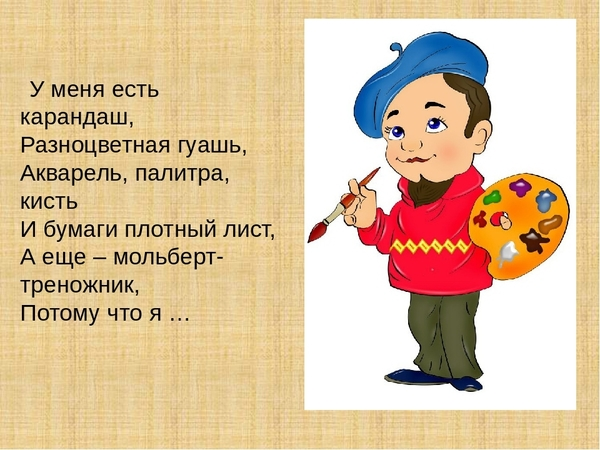 У меня есть
карандаш,
Разноцветная гуашь,
Акварель, палитра,
кисть
И бумаги плотный лист,
А еще – мольберт-
треножник,
Потому что я …